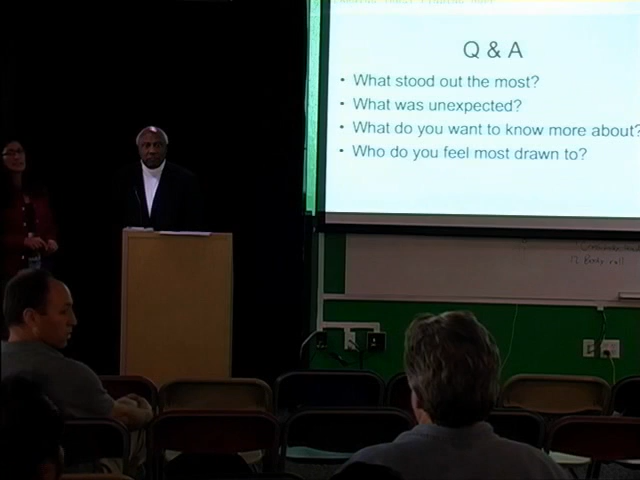 Q & A
• What stood out the most?
• What was unexpected?
• What do you want to know more about?
• Who do you feel most drawn to?